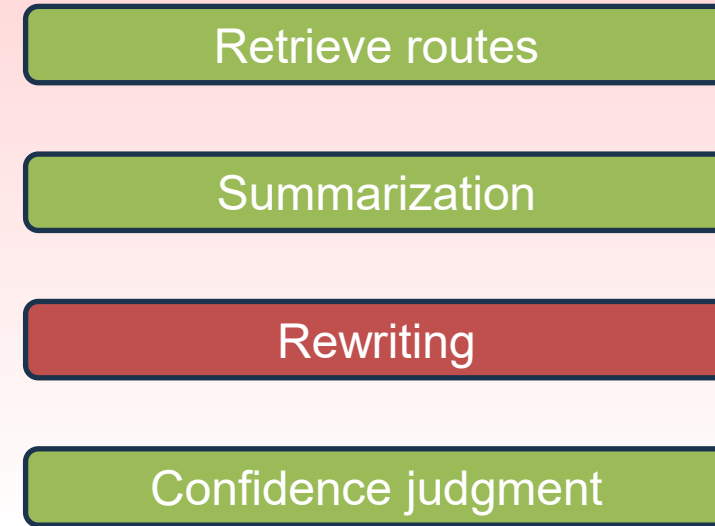 Retrieve routes
Summarization
Rewriting
Confidence judgment